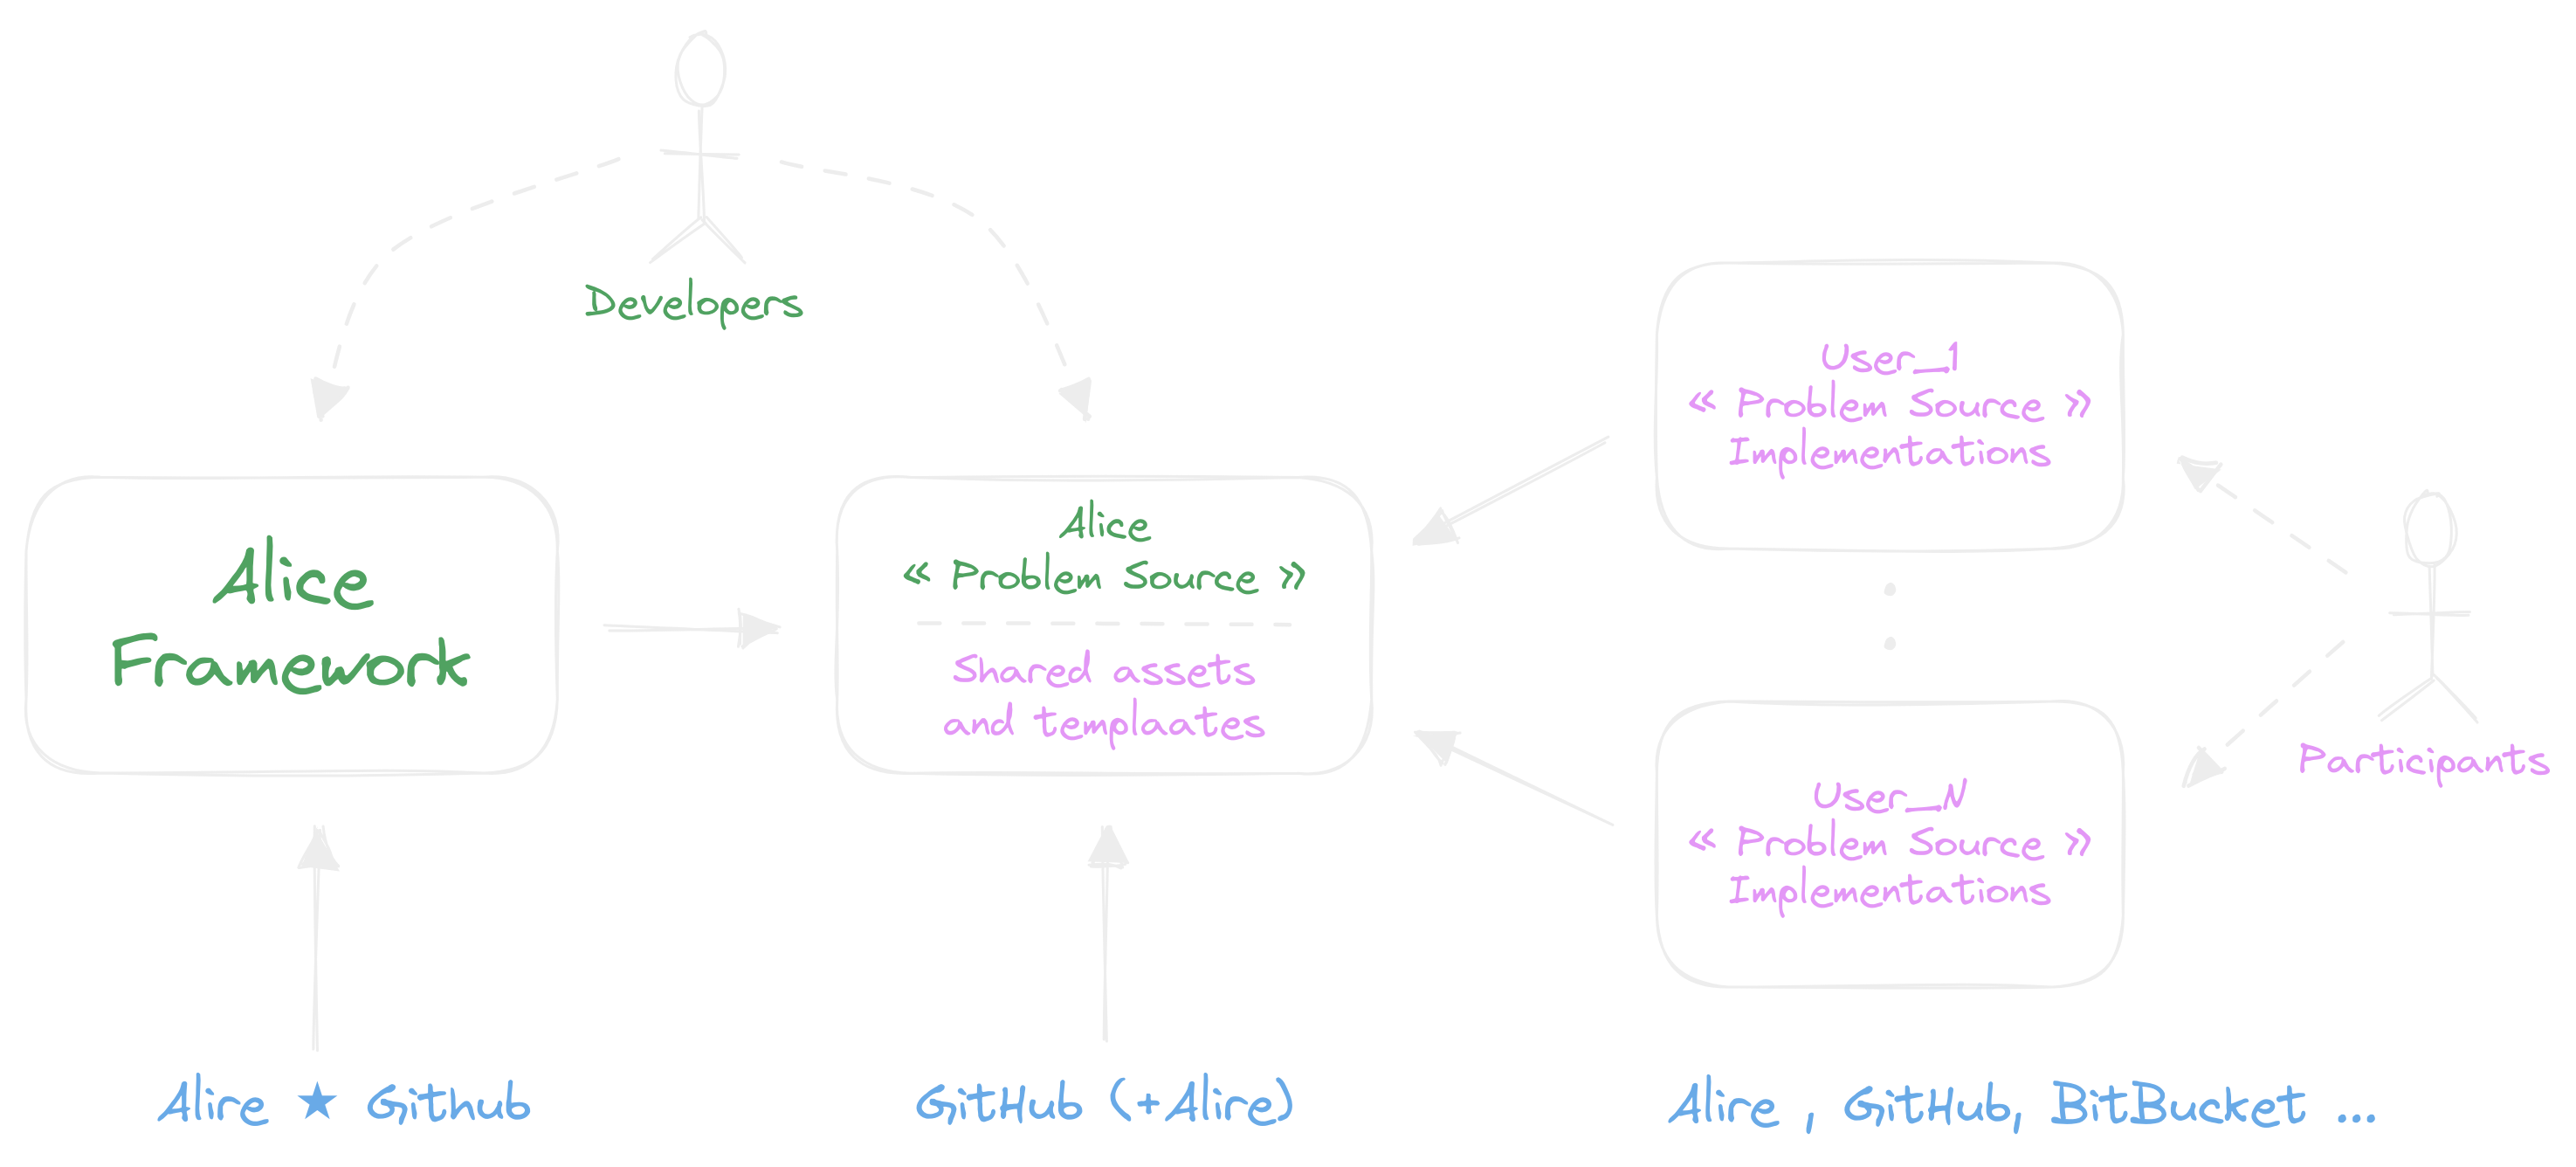 Developers
Alice
Framework
Alice
« Problem Source »
Shared assets
and templaates
User_1
« Problem Source »
Implementations
:
User_N
« Problem Source »
Implementations
Participants
Alire ★ Github
GitHub (+Alire)
Alire , GitHub, BitBucket ...